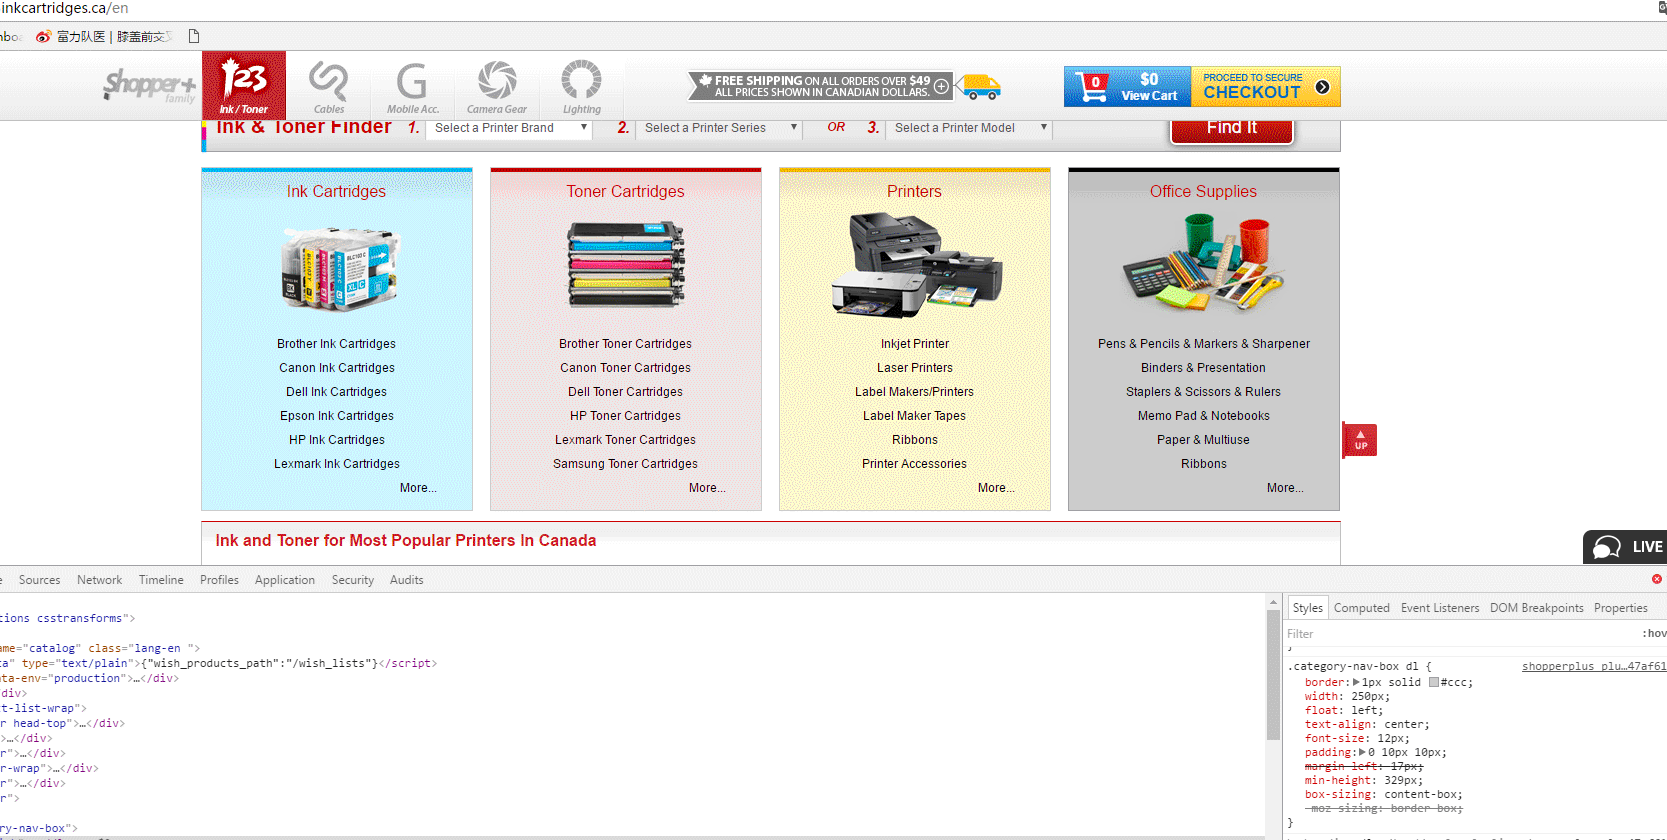 inkcartridges.ca/en
富力队医 | 膝盖前交
Shopper+
family
123
Ink / Toner
Cables
Mobile Acc.
Camera Gear
Lighting
FREE SHIPPING ON ALL ORDERS OVER $49
ALL PRICES SHOWN IN CANADIAN DOLLARS.
0
$0
View Cart
PROCEED TO SECURE
CHECKOUT
Ink & Toner Finder 1. Select a Printer Brand 2. Select a Printer Series OR 3. Select a Printer Model Find It
Ink Cartridges
Brother Ink Cartridges
Canon Ink Cartridges
Dell Ink Cartridges
Epson Ink Cartridges
HP Ink Cartridges
Lexmark Ink Cartridges
More...
Toner Cartridges
Brother Toner Cartridges
Canon Toner Cartridges
Dell Toner Cartridges
HP Toner Cartridges
Lexmark Toner Cartridges
Samsung Toner Cartridges
More...
Printers
Inkjet Printer
Laser Printers
Label Makers/Printers
Label Maker Tapes
Ribbons
Printer Accessories
More...
Office Supplies
Pens & Pencils & Markers & Sharpener
Binders & Presentation
Staplers & Scissors & Rulers
Memo Pad & Notebooks
Paper & Multiuse
Ribbons
More...
UP
Ink and Toner for Most Popular Printers In Canada
LIVE
Sources Network Timeline Profiles Application Security Audits
tions csstransforms">
ame="catalog" class="lang-en ">
ta" type="text/plain">{"wish_products_path":"/wish_lists"}</script>
ata-env="production">…</div>
/div>
ct-list-wrap">
r head-top">…</div>
>…</div>
r">…</div>
r-wrap">…</div>
r">…</div>
r">
ry-nav-box">
Styles Computed Event Listeners DOM Breakpoints Properties
Filter :hov
}
.category-nav-box dl { shopperplus_plu…47af61
border: 1px solid #ccc;
width: 250px;
float: left;
text-align: center;
font-size: 12px;
padding: 0 10px 10px;
margin-left: 17px;
min-height: 329px;
box-sizing: content-box;
-moz-sizing: border-box;
}